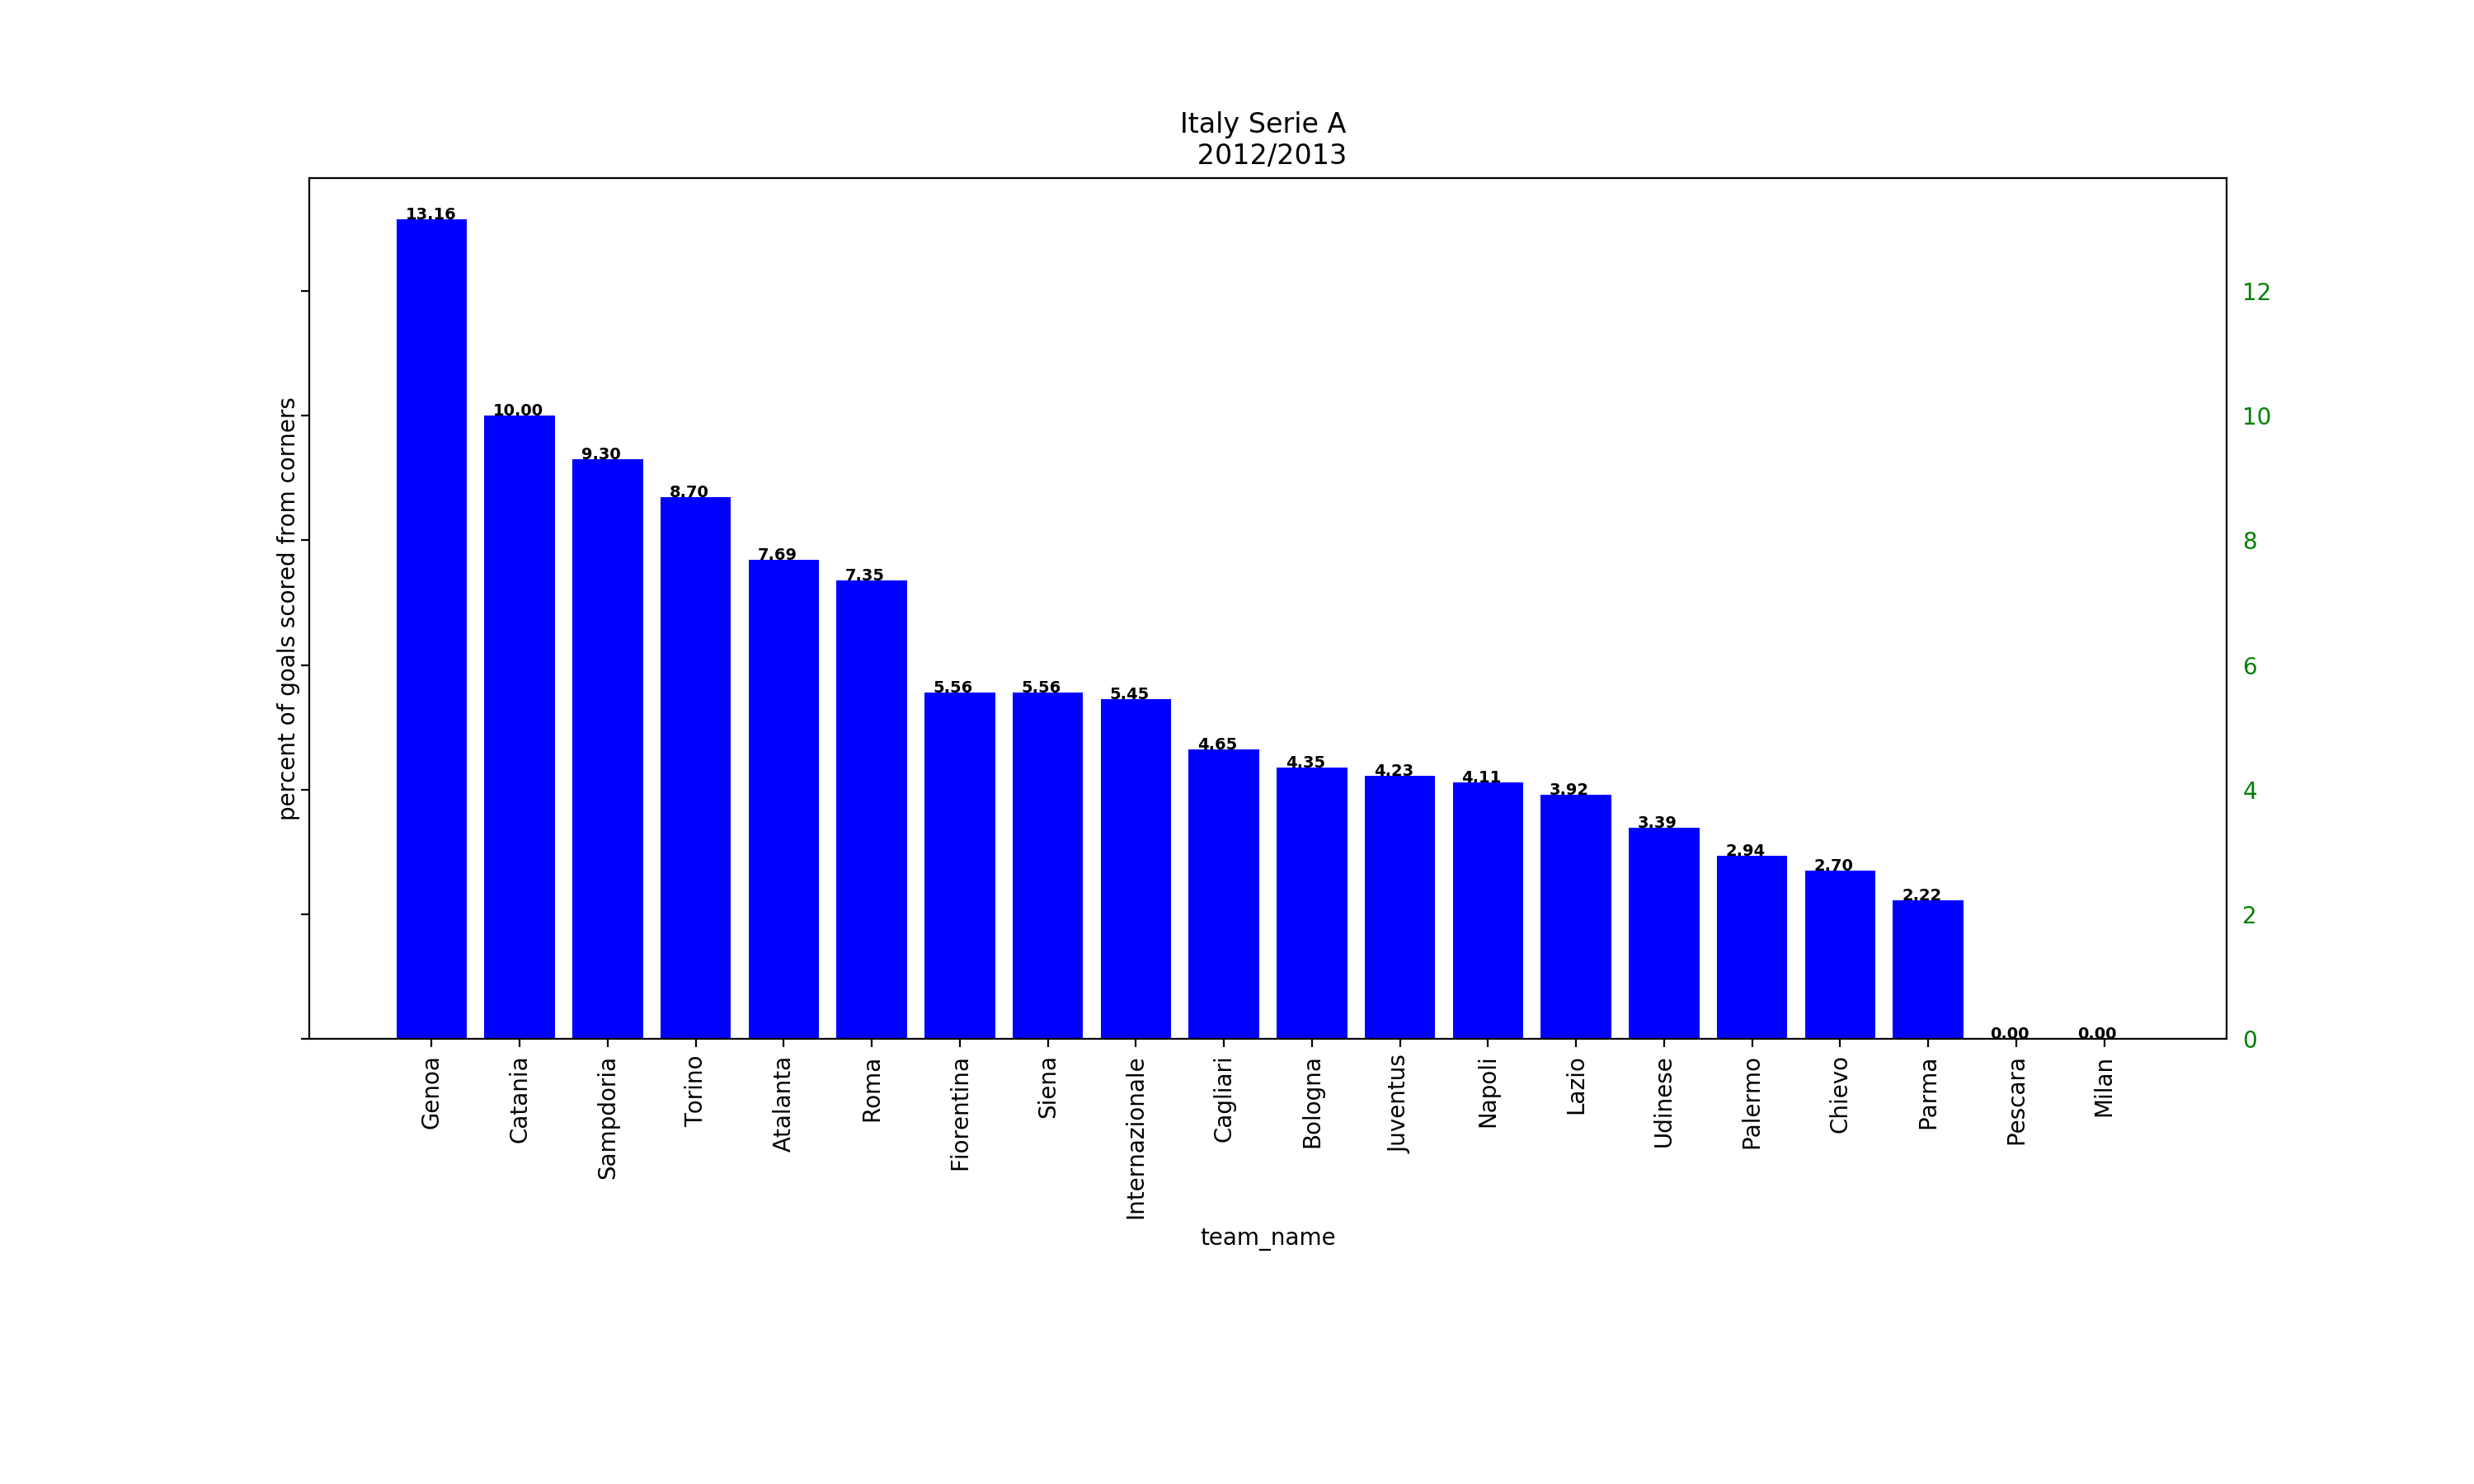 Italy Serie A
2012/2013
percent of goals scored from corners
13.16
10.00
9.30
8.70
7.69
7.35
5.56
5.56
5.45
4.65
4.35
4.23
4.11
3.92
3.39
2.94
2.70
2.22
0.00
0.00
12
10
8
6
4
2
0
Genoa
Catania
Sampdoria
Torino
Atalanta
Roma
Fiorentina
Siena
Internazionale
Cagliari
Bologna
Juventus
Napoli
Lazio
Udinese
Palermo
Chievo
Parma
Pescara
Milan
team_name